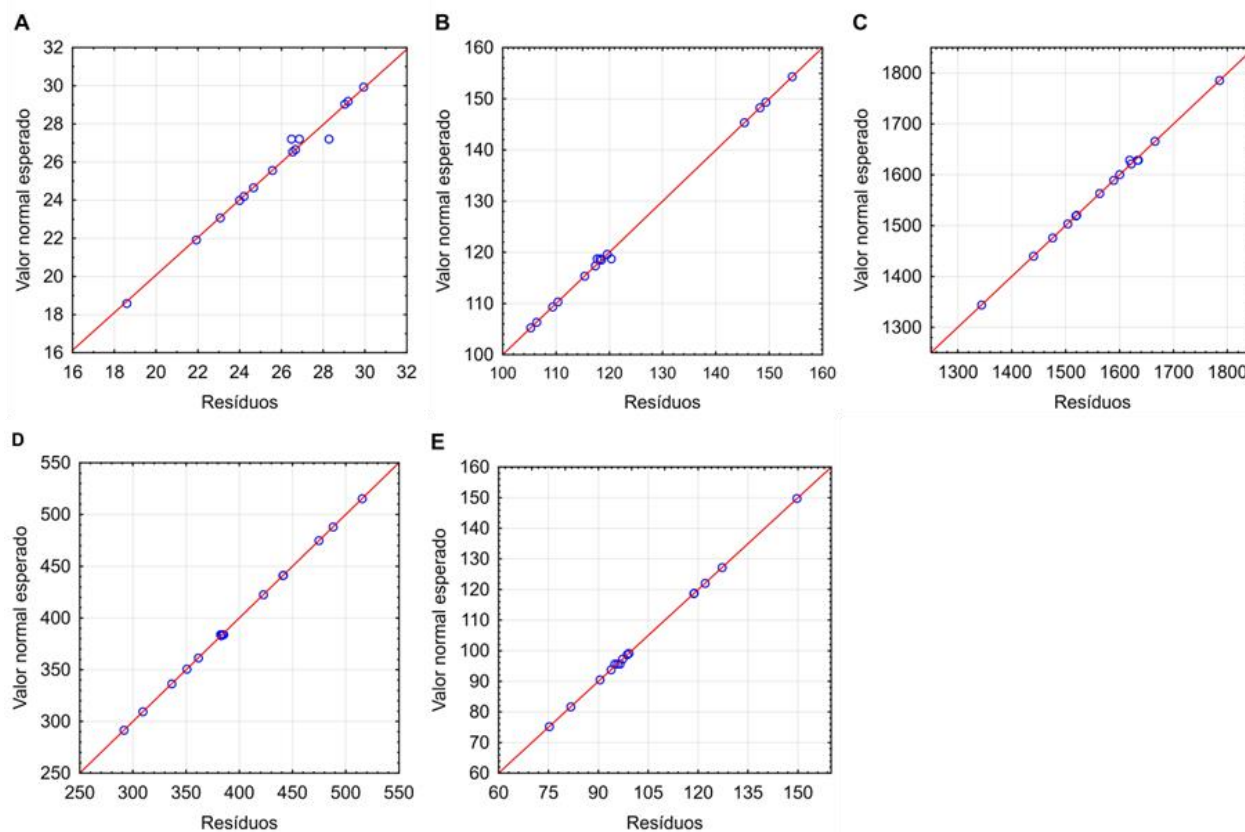 A
Valor normal esperado
32
30
28
26
24
22
20
18
16
16 18 20 22 24 26 28 30 32
Resíduos
B
Valor normal esperado
160
150
140
130
120
110
100
100 110 120 130 140 150 160
Resíduos
C
Valor normal esperado
1800
1700
1600
1500
1400
1300
1300 1400 1500 1600 1700 1800
Resíduos
D
Valor normal esperado
550
500
450
400
350
300
250
250 300 350 400 450 500 550
Resíduos
E
Valor normal esperado
160
150
140
130
120
110
100
90
80
70
60
60 75 90 105 120 135 150
Resíduos